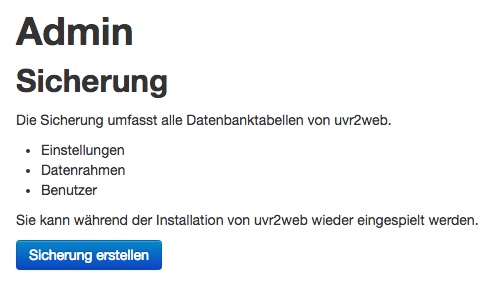 Admin
Sicherung
Die Sicherung umfasst alle Datenbanktabellen von uvr2web.
• Einstellungen
• Datenrahmen
• Benutzer
Sie kann während der Installation von uvr2web wieder eingespielt werden.
Sicherung erstellen